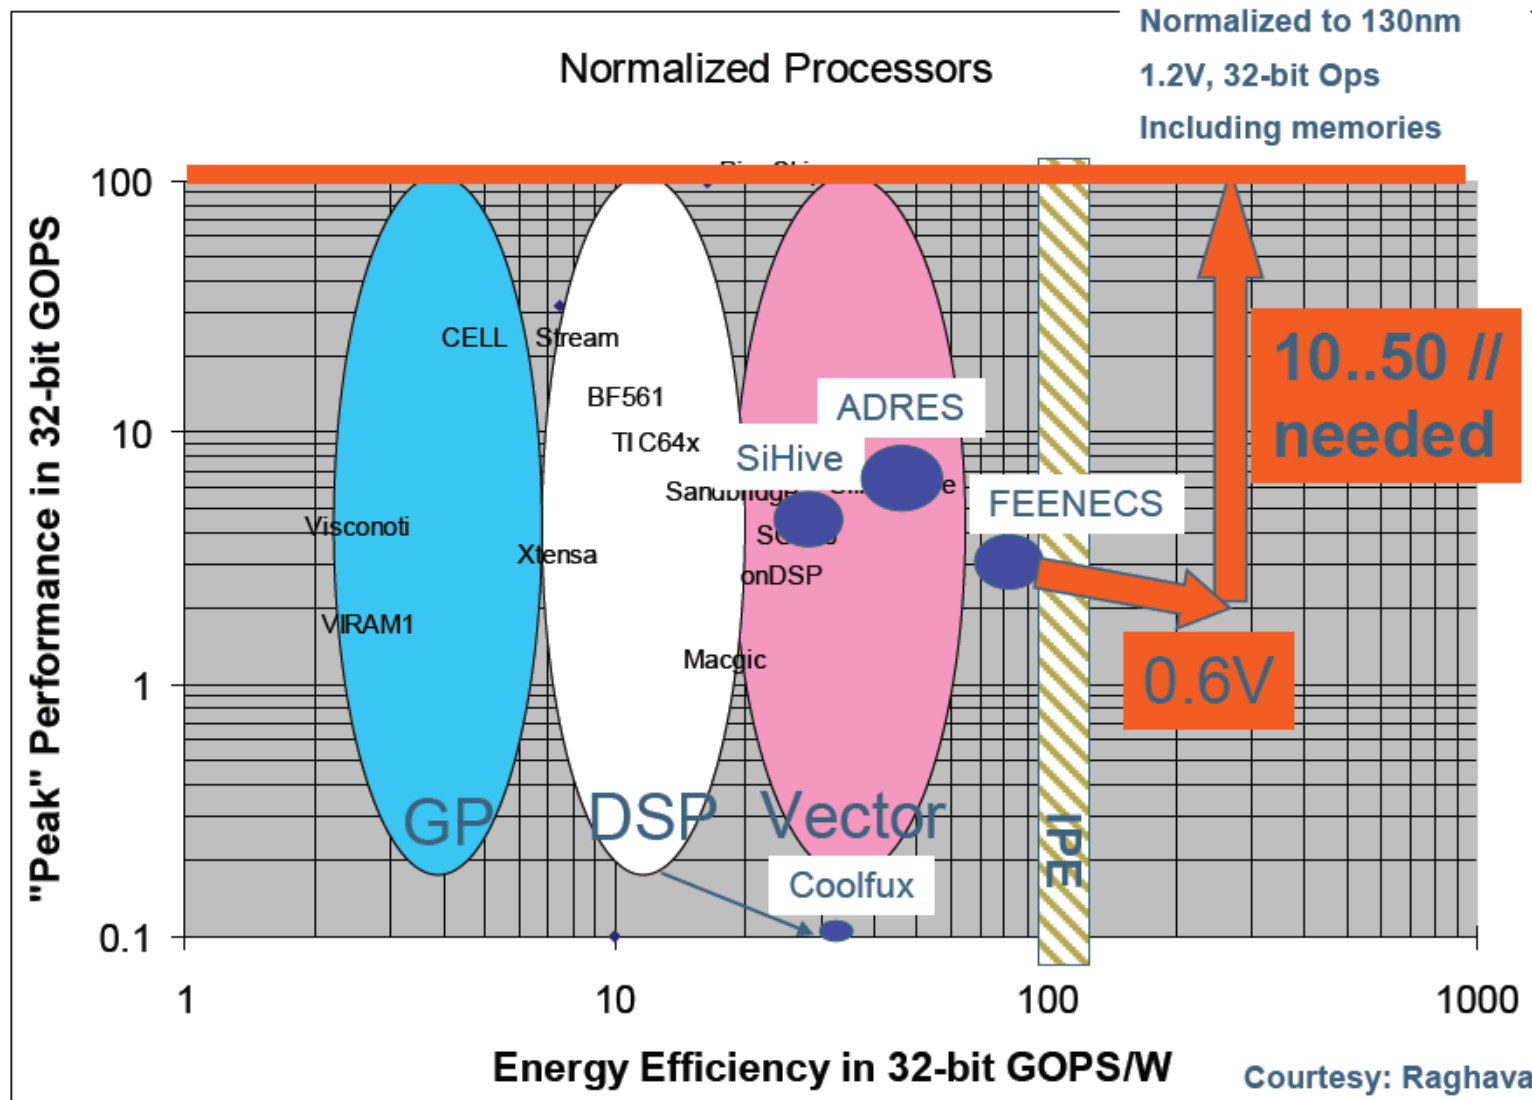 Normalized to 130nm
1.2V, 32-bit Ops
Including memories
Normalized Processors
"Peak" Performance in 32-bit GOPS
100
10
1
0.1
CELL
Stream
BF561
TI C64x
ADRES
SiHive
Sandbridge
e
FEENECS
Visconoti
Xtensa
onDSP
VIRAM1
Macgic
10..50 //
needed
0.6V
GP
DSP
Vector
IPE
Coolfux
1
10
100
1000
Energy Efficiency in 32-bit GOPS/W
Courtesy: Raghava